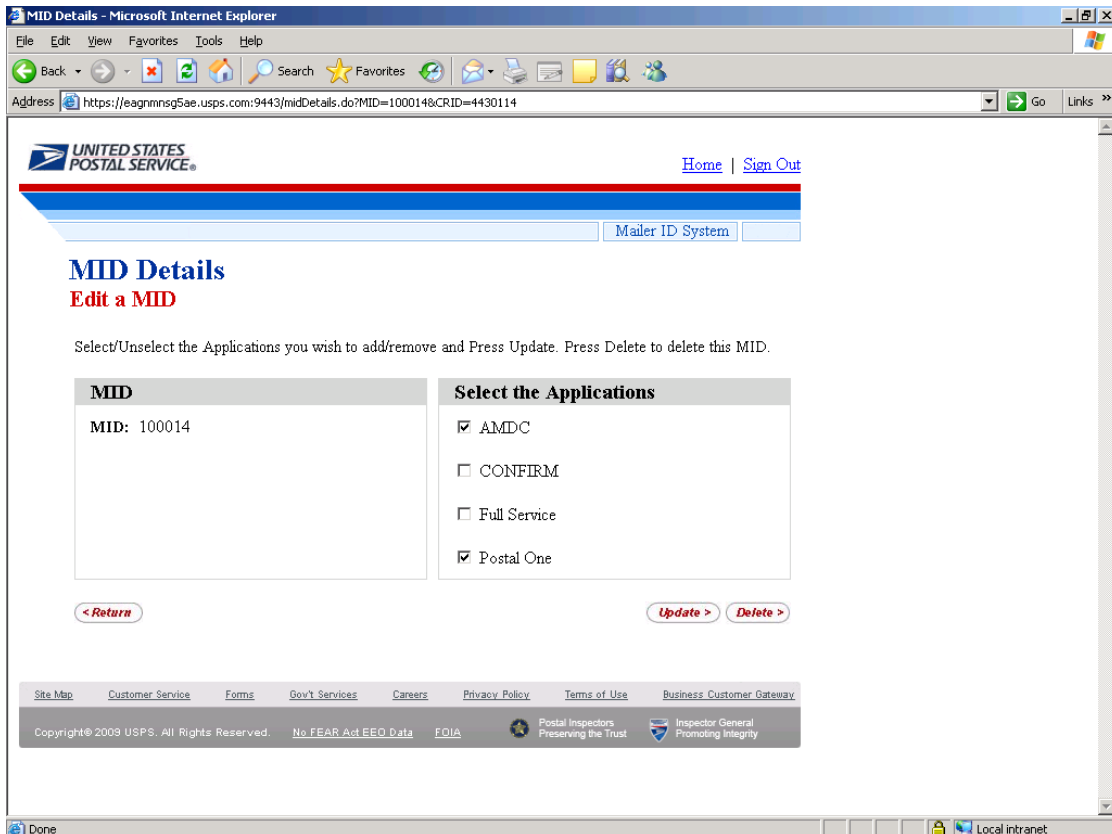 MID Details - Microsoft Internet Explorer
File Edit View Favorites Tools Help
Back Search Favorites
Address https://eagnmnsg5ae.usps.com:9443/midDetails.do?MID=100014&CRID=4430114 Go Links »
UNITED STATES
POSTAL SERVICE®
Home | Sign Out
Mailer ID System
MID Details
Edit a MID
Select/Unselect the Applications you wish to add/remove and Press Update. Press Delete to delete this MID.
MID
MID: 100014
Select the Applications
AMDC
CONFIRM
Full Service
Postal One
< Return
Update > Delete >
Site Map Customer Service Forms Gov't Services Careers Privacy Policy Terms of Use Business Customer Gateway
Copyright© 2009 USPS. All Rights Reserved. No FEAR Act EEO Data FOIA
Postal Inspectors
Preserving the Trust
Inspector General
Promoting Integrity
Done Local intranet